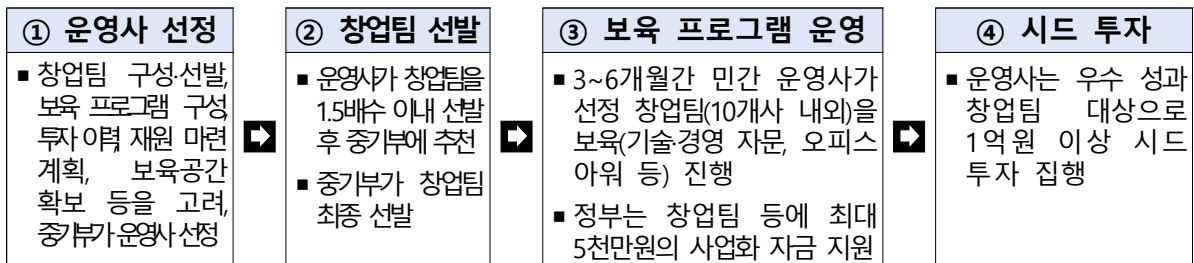 ① 운영사 선정
▪ 창업팀 구성·선발,
보육 프로그램 구성,
투자 이력, 재원 마련
계획, 보육공간
확보 등을 고려,
중기부가 운영사 선정
② 창업팀 선발
▪ 운영사가 창업팀을
1.5배수 이내 선발
후 중기부에 추천
▪ 중기부가 창업팀
최종 선발
③ 보육 프로그램 운영
▪ 3~6개월간 민간 운영사가
선정 창업팀(10개사 내외)을
보육(기술·경영 자문, 오피스
아워 등) 진행
▪ 정부는 창업팀 등에 최대
5천만원의 사업화 자금 지원
④ 시드 투자
▪ 운영사는 우수 성과
창업팀 대상으로
1억원 이상 시드
투자 집행